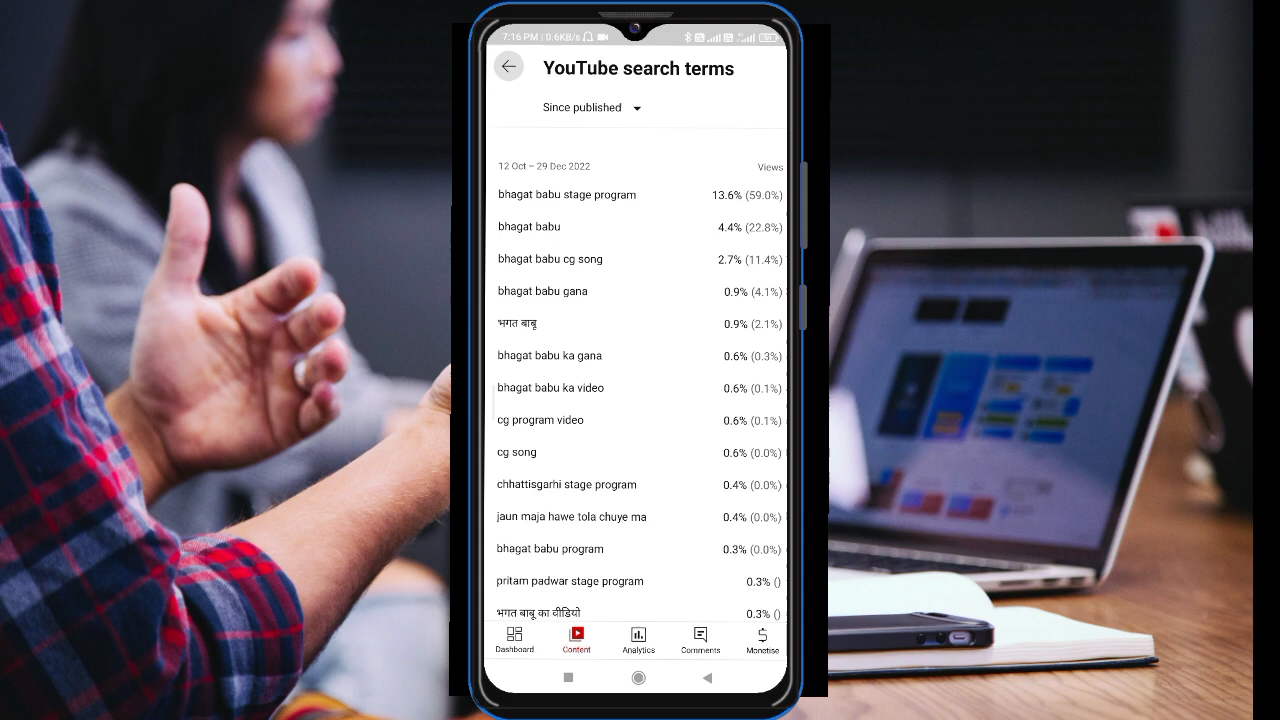 7:16 PM | 0.6KB/s
YouTube search terms
Since published
12 Oct – 29 Dec 2022 Views
bhagat babu stage program 13.6% (59.0%)
bhagat babu 4.4% (22.8%)
bhagat babu cg song 2.7% (11.4%)
bhagat babu gana 0.9% (4.1%)
भगत बाबू 0.9% (2.1%)
bhagat babu ka gana 0.6% (0.3%)
bhagat babu ka video 0.6% (0.1%)
cg program video 0.6% (0.1%)
cg song 0.6% (0.0%)
chhattisgarhi stage program 0.4% (0.0%)
jaun maja hawe tola chuye ma 0.4% (0.0%)
bhagat babu program 0.3% (0.0%)
pritam padwar stage program 0.3% ()
भगत बाबू का वीडियो 0.3% ()
Dashboard Content Analytics Comments Monetise